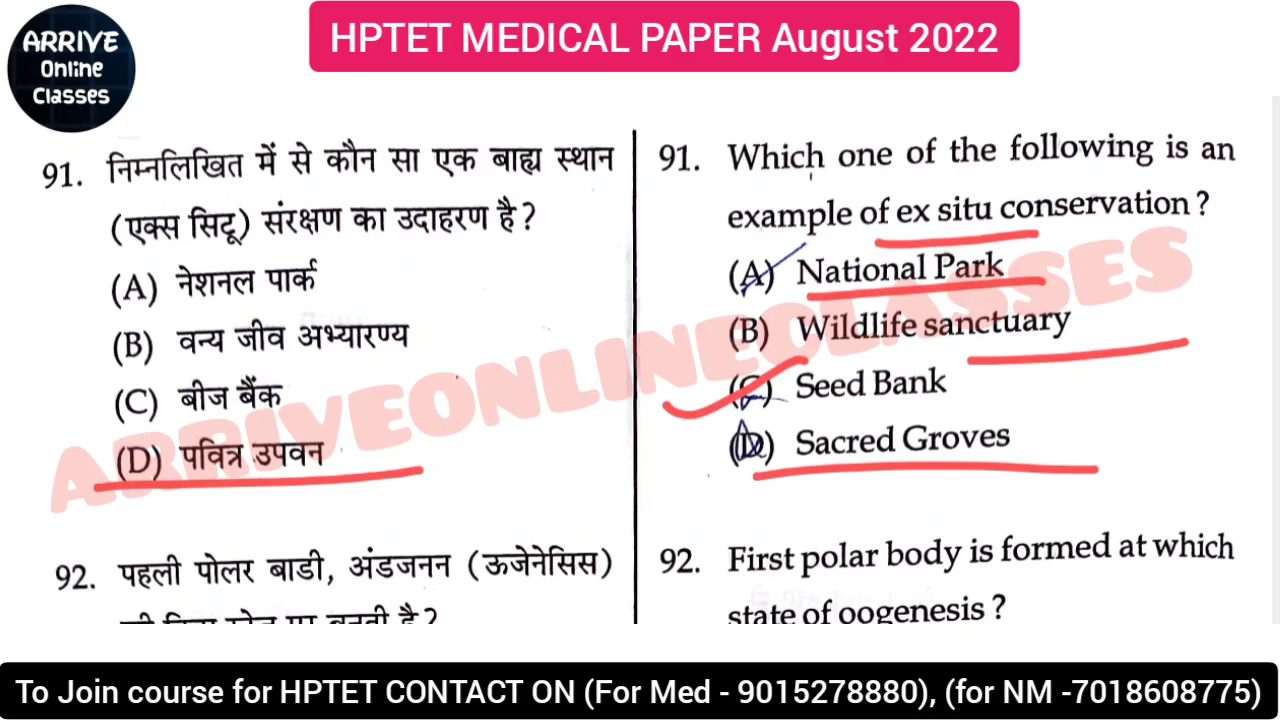 ARRIVE
Online
Classes
HPTET MEDICAL PAPER August 2022
91. निम्नलिखित में से कौन सा एक बाह्य स्थान
(एक्स सिटू) संरक्षण का उदाहरण है?
(A) नेशनल पार्क
(B) वन्य जीव अभ्यारण्य
(C) बीज बैंक
(D) पवित्र उपवन
92. पहली पोलर बाडी, अंडजनन (ऊजेनेसिस)
91. Which one of the following is an
example of ex situ conservation?
(A) National Park
(B) Wildlife sanctuary
(C) Seed Bank
(D) Sacred Groves
92. First polar body is formed at which
state of oogenesis?
ARRIVEONLINECLASSES
To Join course for HPTET CONTACT ON (For Med - 9015278880), (for NM -7018608775)